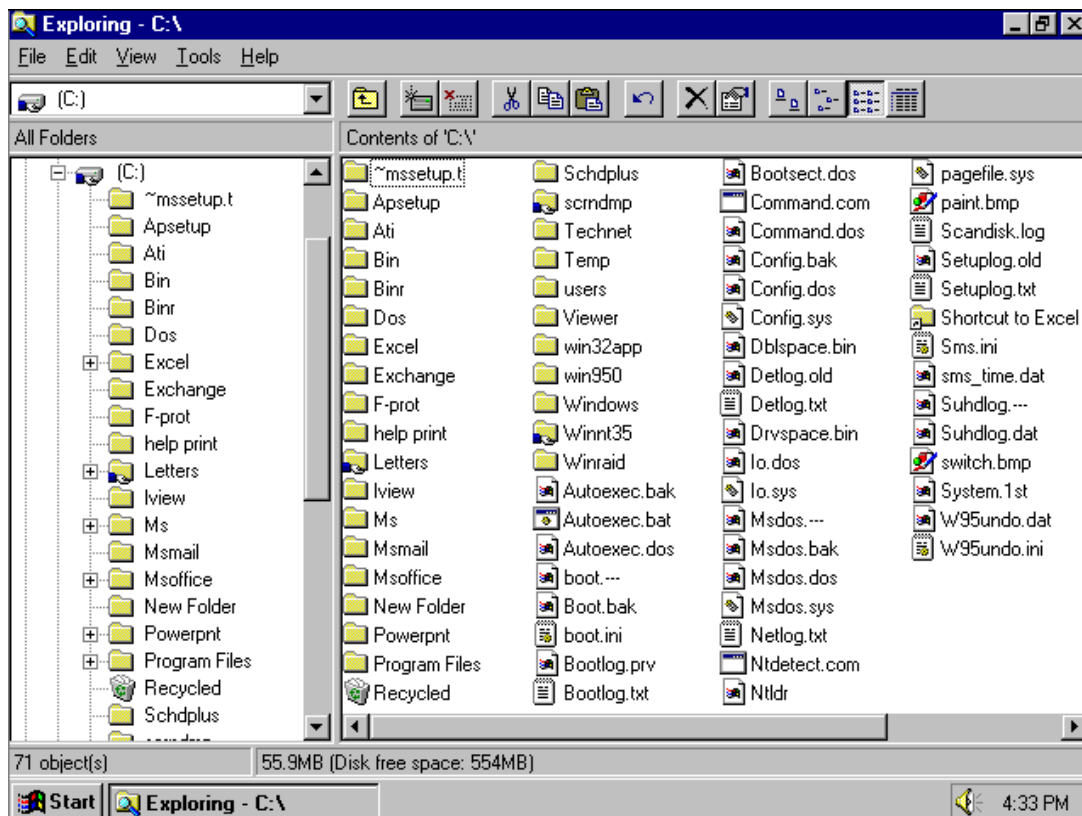 Exploring - C:\
File Edit View Tools Help
(C:)
All Folders
Contents of 'C:\'
(C:)
~mssetup.t
Apsetup
Ati
Bin
Binr
Dos
Excel
Exchange
F-prot
help print
Letters
Iview
Ms
Msmail
Msoffice
New Folder
Powerpnt
Program Files
Recycled
Schdplus
~mssetup.t
Apsetup
Ati
Bin
Binr
Dos
Excel
Exchange
F-prot
help print
Letters
Iview
Ms
Msmail
Msoffice
New Folder
Powerpnt
Program Files
Recycled
Schdplus
scrndmp
Technet
Temp
users
Viewer
win32app
win950
Windows
Winnt35
Winraid
Autoexec.bak
Autoexec.bat
Autoexec.dos
boot.---
Boot.bak
boot.ini
Bootlog.prv
Bootlog.txt
Bootsect.dos
Command.com
Command.dos
Config.bak
Config.dos
Config.sys
Dblspace.bin
Detlog.old
Detlog.txt
Drvspace.bin
Io.dos
Io.sys
Msdos.---
Msdos.bak
Msdos.dos
Msdos.sys
Netlog.txt
Ntdetect.com
Ntldr
pagefile.sys
paint.bmp
Scandisk.log
Setuplog.old
Setuplog.txt
Shortcut to Excel
Sms.ini
sms_time.dat
Suhdlog.---
Suhdlog.dat
switch.bmp
System.1st
W95undo.dat
W95undo.ini
71 object(s)
55.9MB (Disk free space: 554MB)
Start
Exploring - C:\
4:33 PM